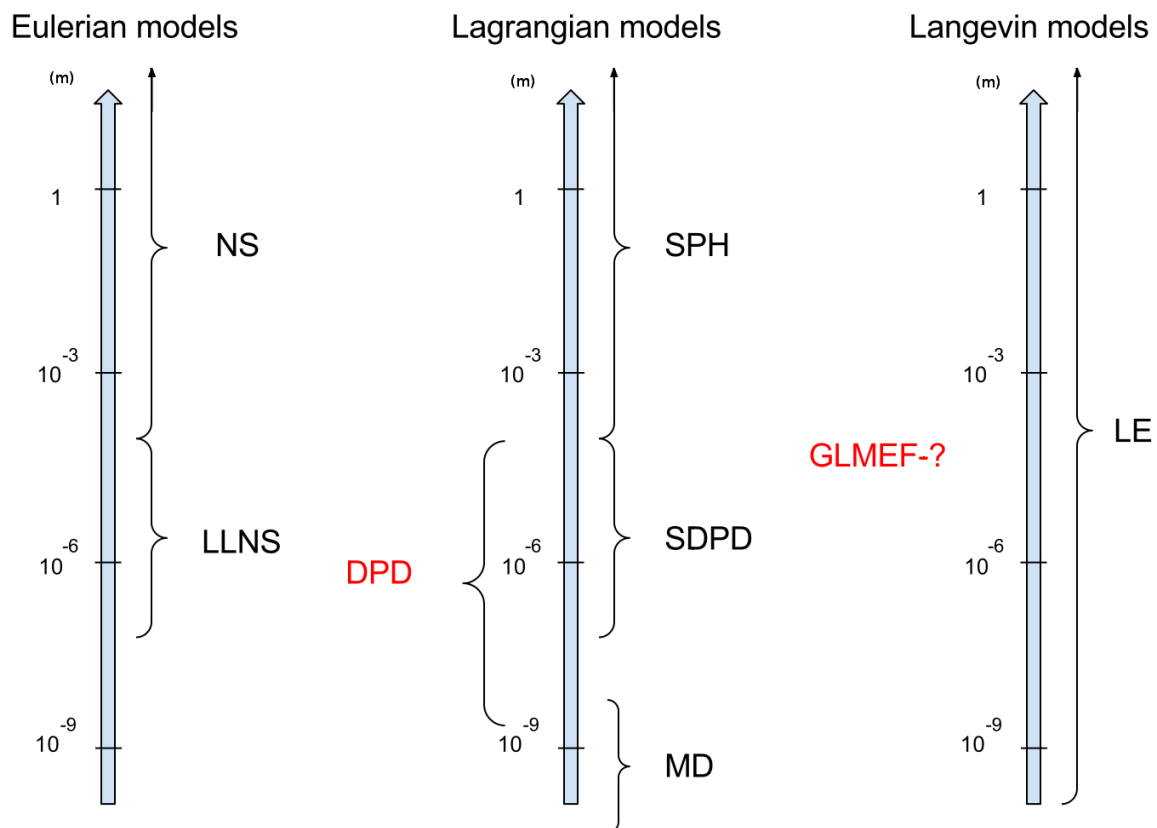 Eulerian models
(m)
1
10^-3
10^-6
10^-9
NS
LLNS
Lagrangian models
(m)
1
10^-3
10^-6
10^-9
DPD
SPH
SDPD
MD
Langevin models
(m)
1
10^-3
10^-6
10^-9
GLMEF-?
LE